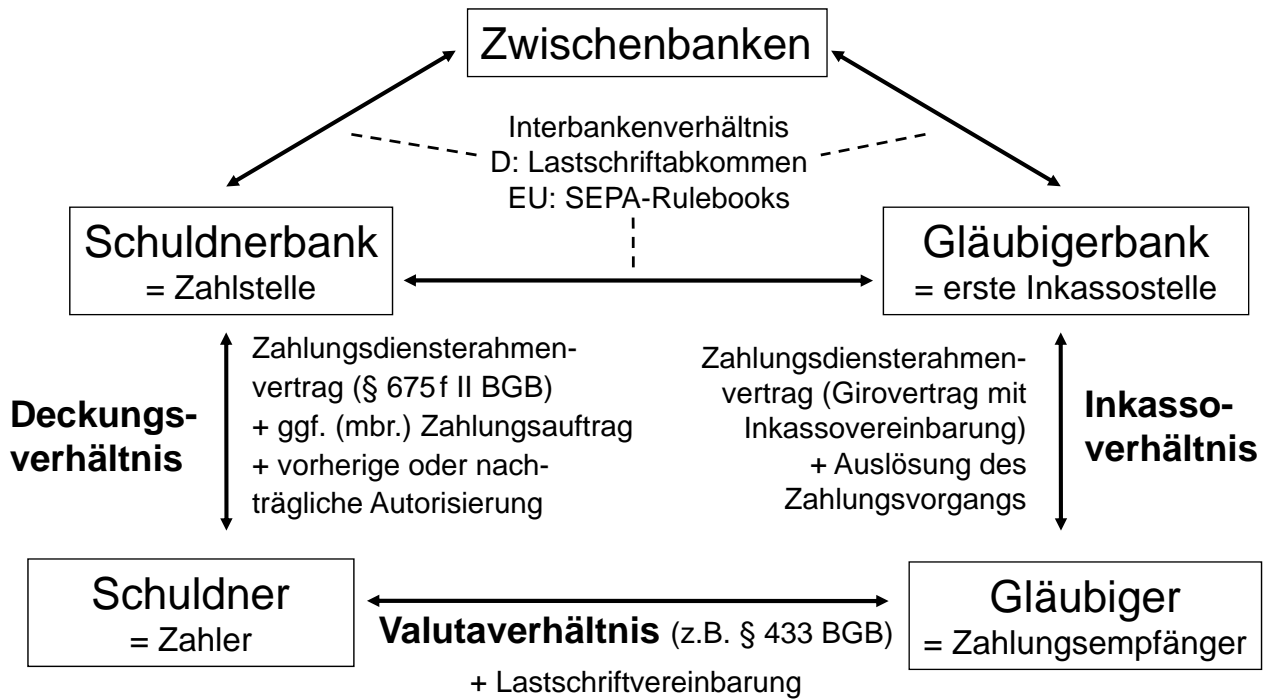 Zwischenbanken
Interbankenverhältnis
D: Lastschriftabkommen
EU: SEPA-Rulebooks
Schuldnerbank
= Zahlstelle
Gläubigerbank
= erste Inkassostelle
Deckungs-
verhältnis
Zahlungsdiensterahmen-
vertrag (§ 675f II BGB)
+ ggf. (mbr.) Zahlungsauftrag
+ vorherige oder nach-
trägliche Autorisierung
Zahlungsdiensterahmen-
vertrag (Girovertrag mit
Inkassovereinbarung)
+ Auslösung des
Zahlungsvorgangs
Inkasso-
verhältnis
Schuldner
= Zahler
Valutaverhältnis (z.B. § 433 BGB)
+ Lastschriftvereinbarung
Gläubiger
= Zahlungsempfänger